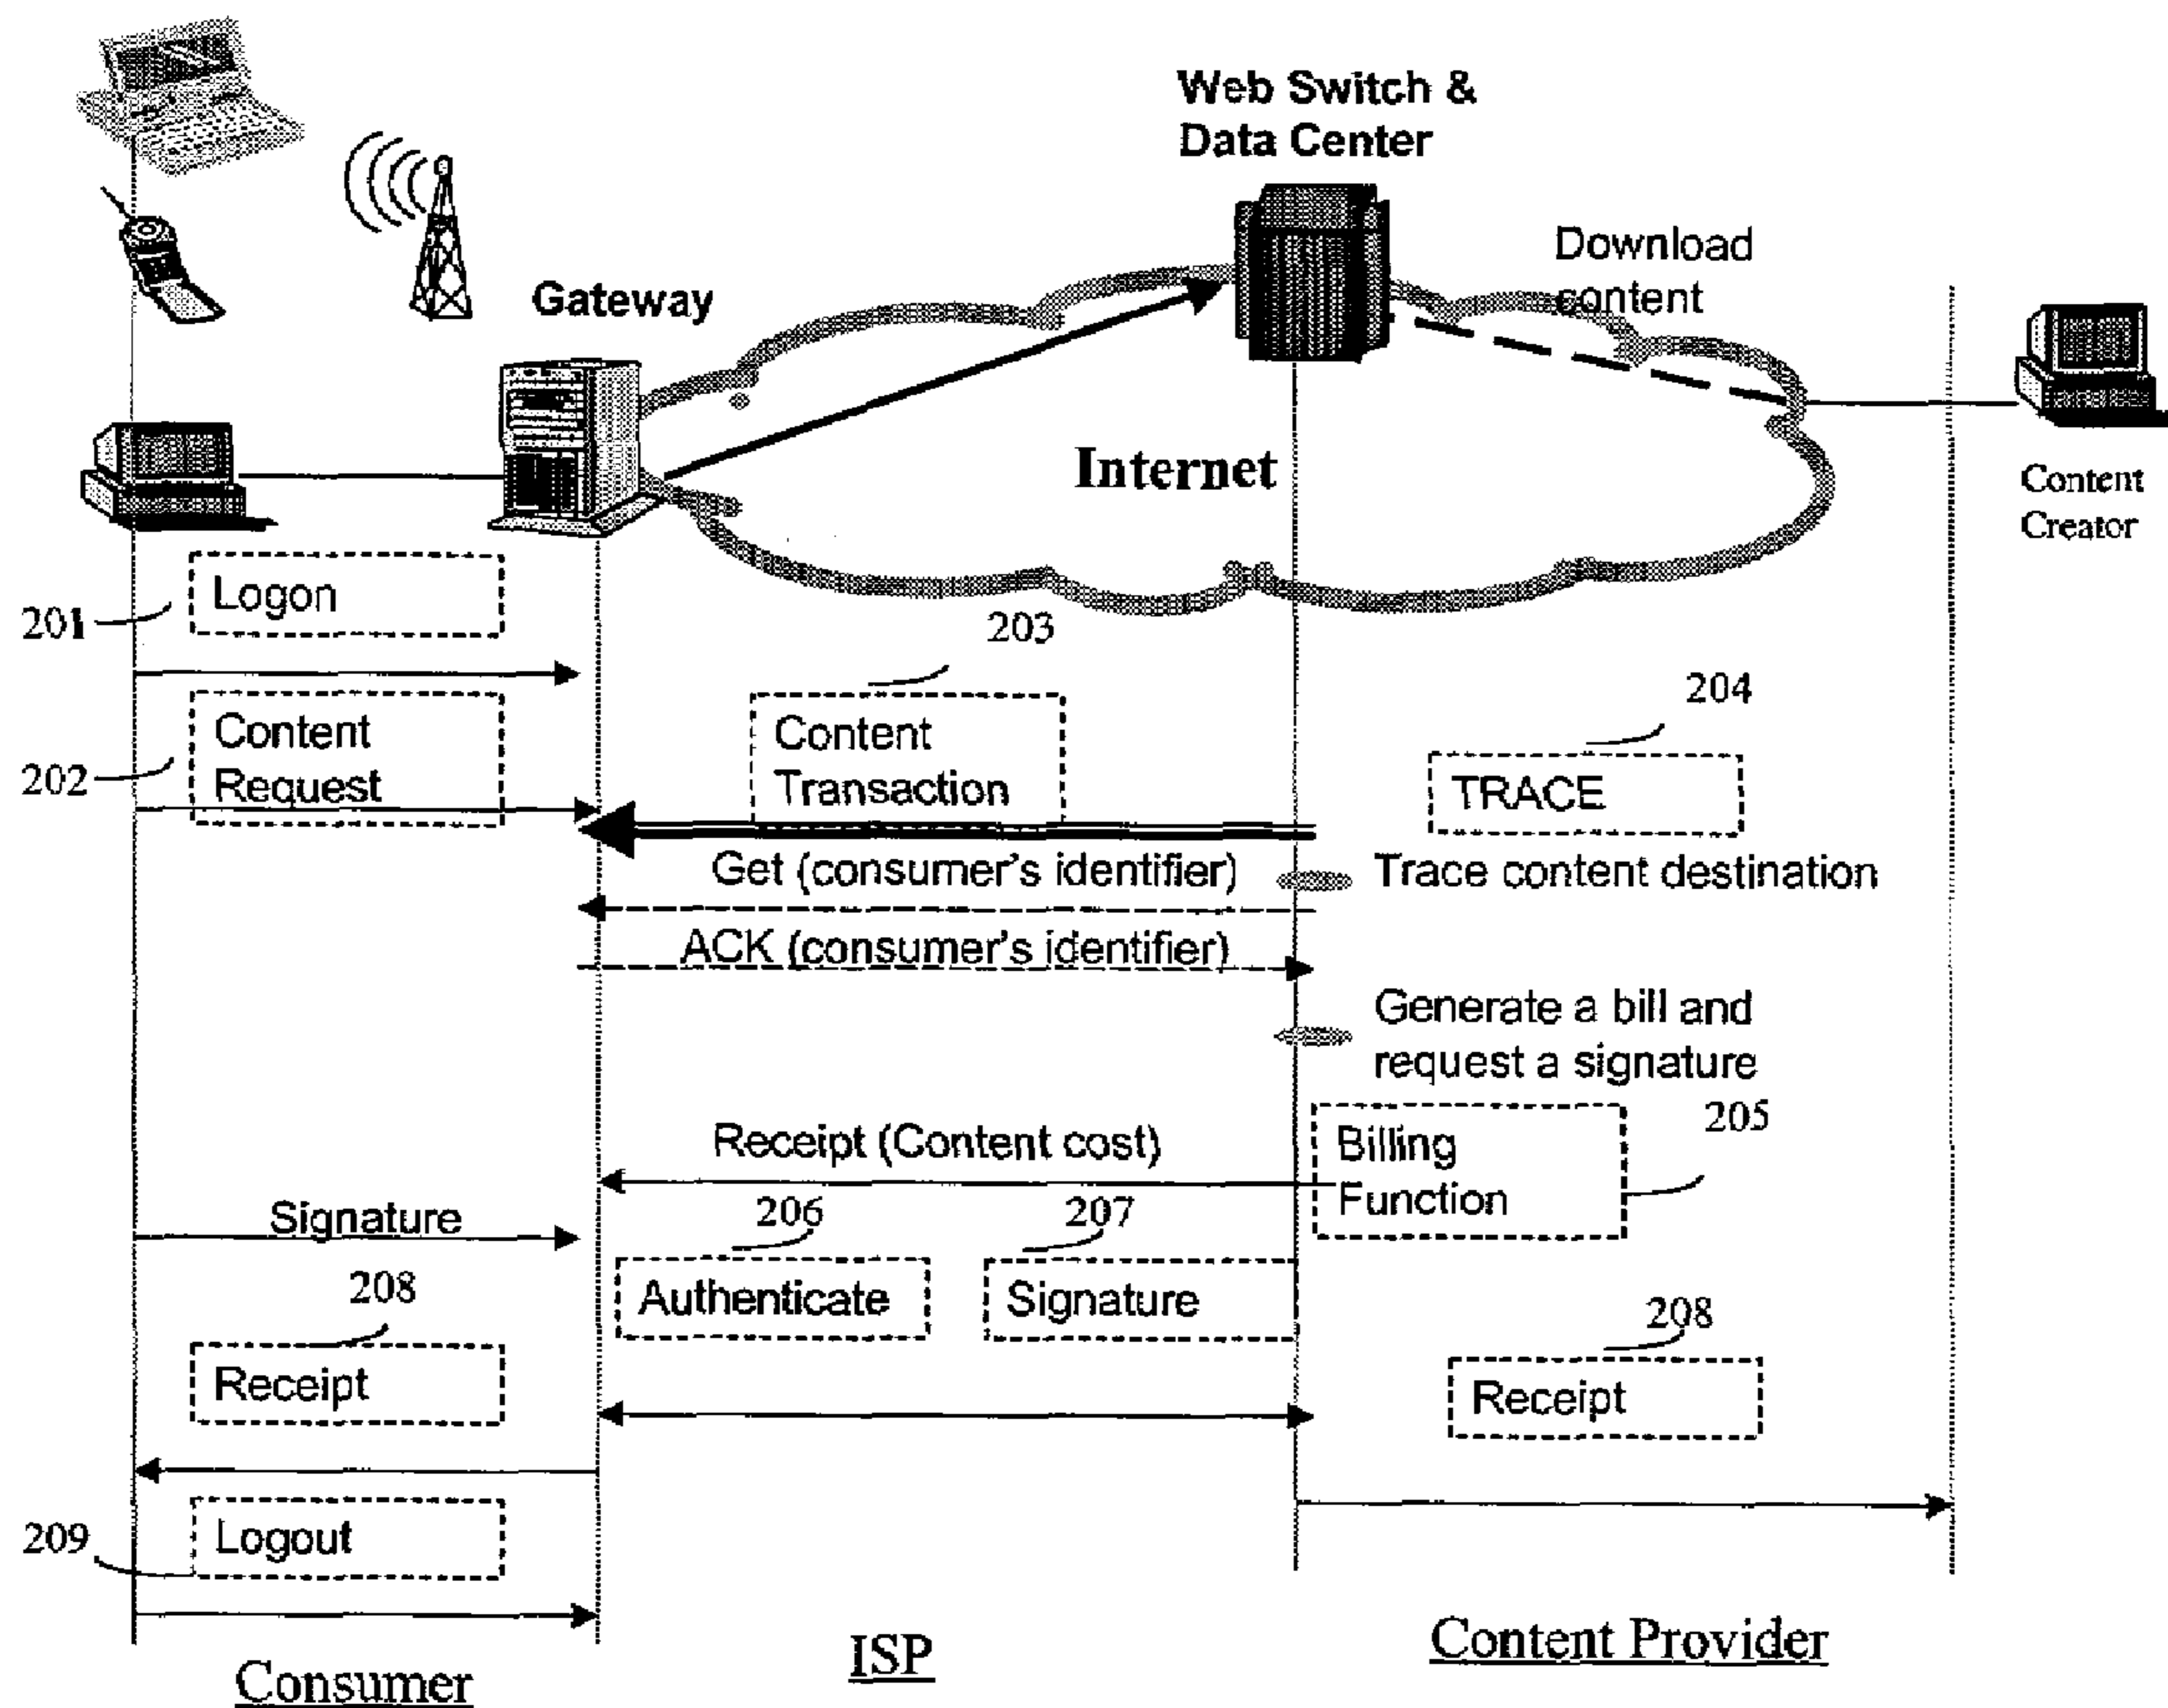 Web Switch &
Data Center
Download
content
Gateway
Internet
Content
Creator
201
Logon
203
204
202
Content
Request
Content
Transaction
TRACE
Get (consumer's identifier)
Trace content destination
ACK (consumer's identifier)
Generate a bill and
request a signature
205
Receipt (Content cost)
Billing
Function
Signature
206
207
Authenticate
Signature
208
Receipt
208
Receipt
209
Logout
Consumer
ISP
Content Provider